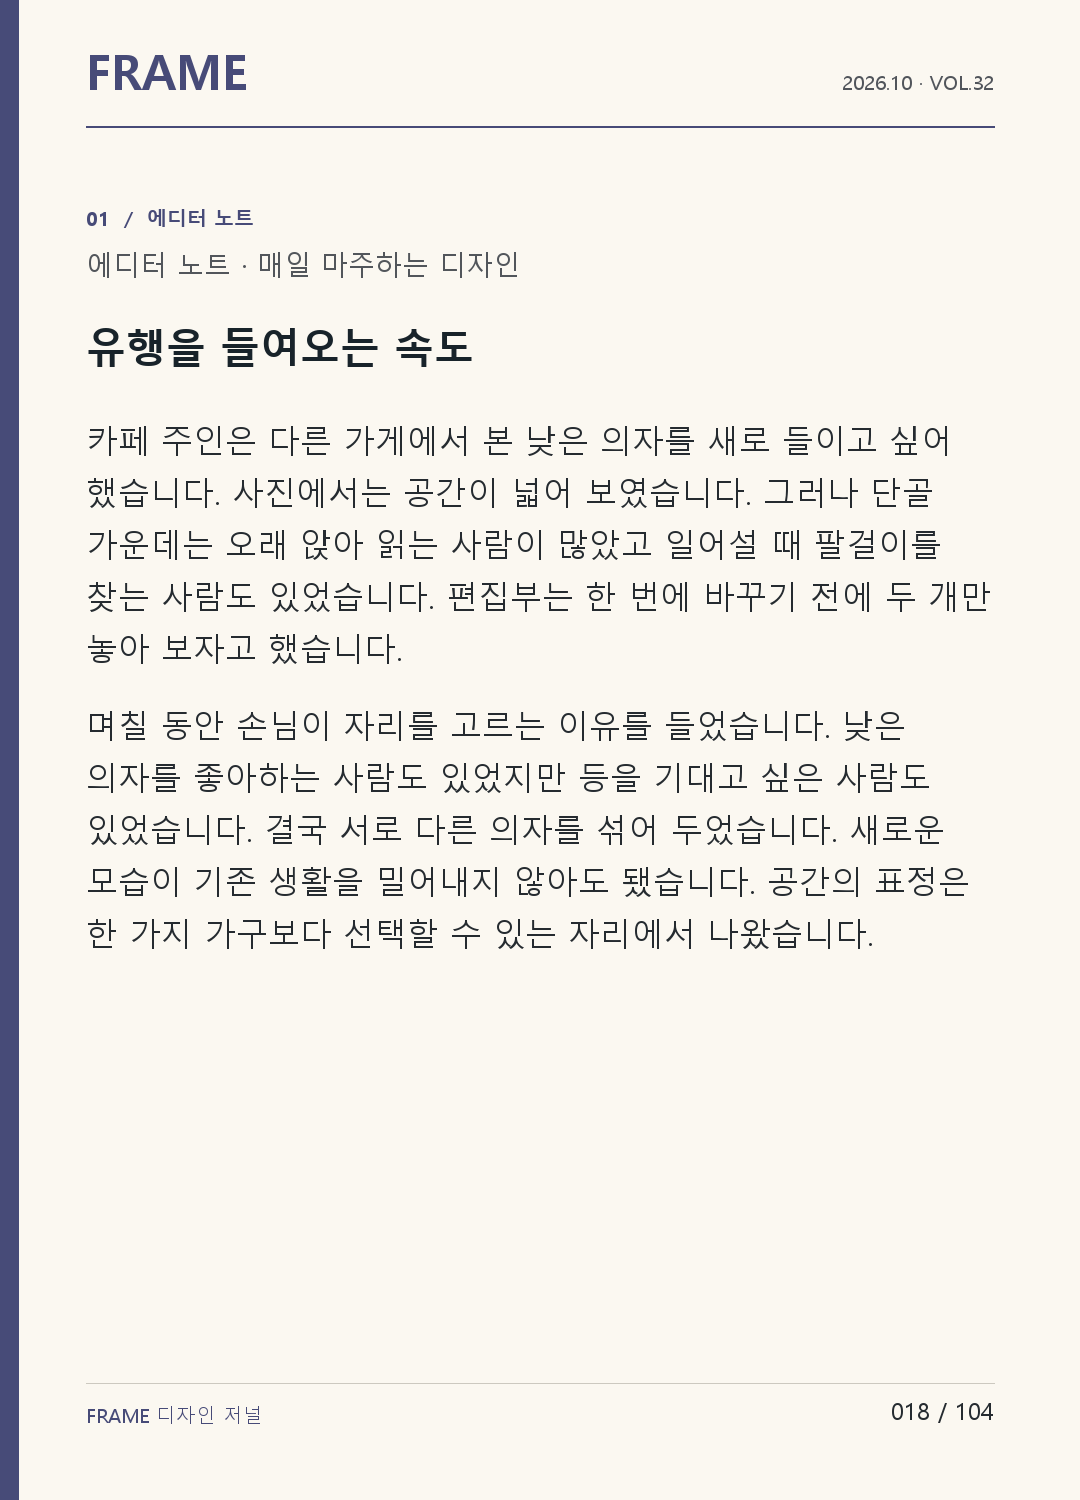 FRAME
2026.10 · VOL.32
01 / 에디터 노트
에디터 노트 · 매일 마주하는 디자인
유행을 들여오는 속도
카페 주인은 다른 가게에서 본 낮은 의자를 새로 들이고 싶어
했습니다. 사진에서는 공간이 넓어 보였습니다. 그러나 단골
가운데는 오래 앉아 읽는 사람이 많았고 일어설 때 팔걸이를
찾는 사람도 있었습니다. 편집부는 한 번에 바꾸기 전에 두 개만
놓아 보자고 했습니다.
며칠 동안 손님이 자리를 고르는 이유를 들었습니다. 낮은
의자를 좋아하는 사람도 있었지만 등을 기대고 싶은 사람도
있었습니다. 결국 서로 다른 의자를 섞어 두었습니다. 새로운
모습이 기존 생활을 밀어내지 않아도 됐습니다. 공간의 표정은
한 가지 가구보다 선택할 수 있는 자리에서 나왔습니다.
FRAME 디자인 저널
018 / 104